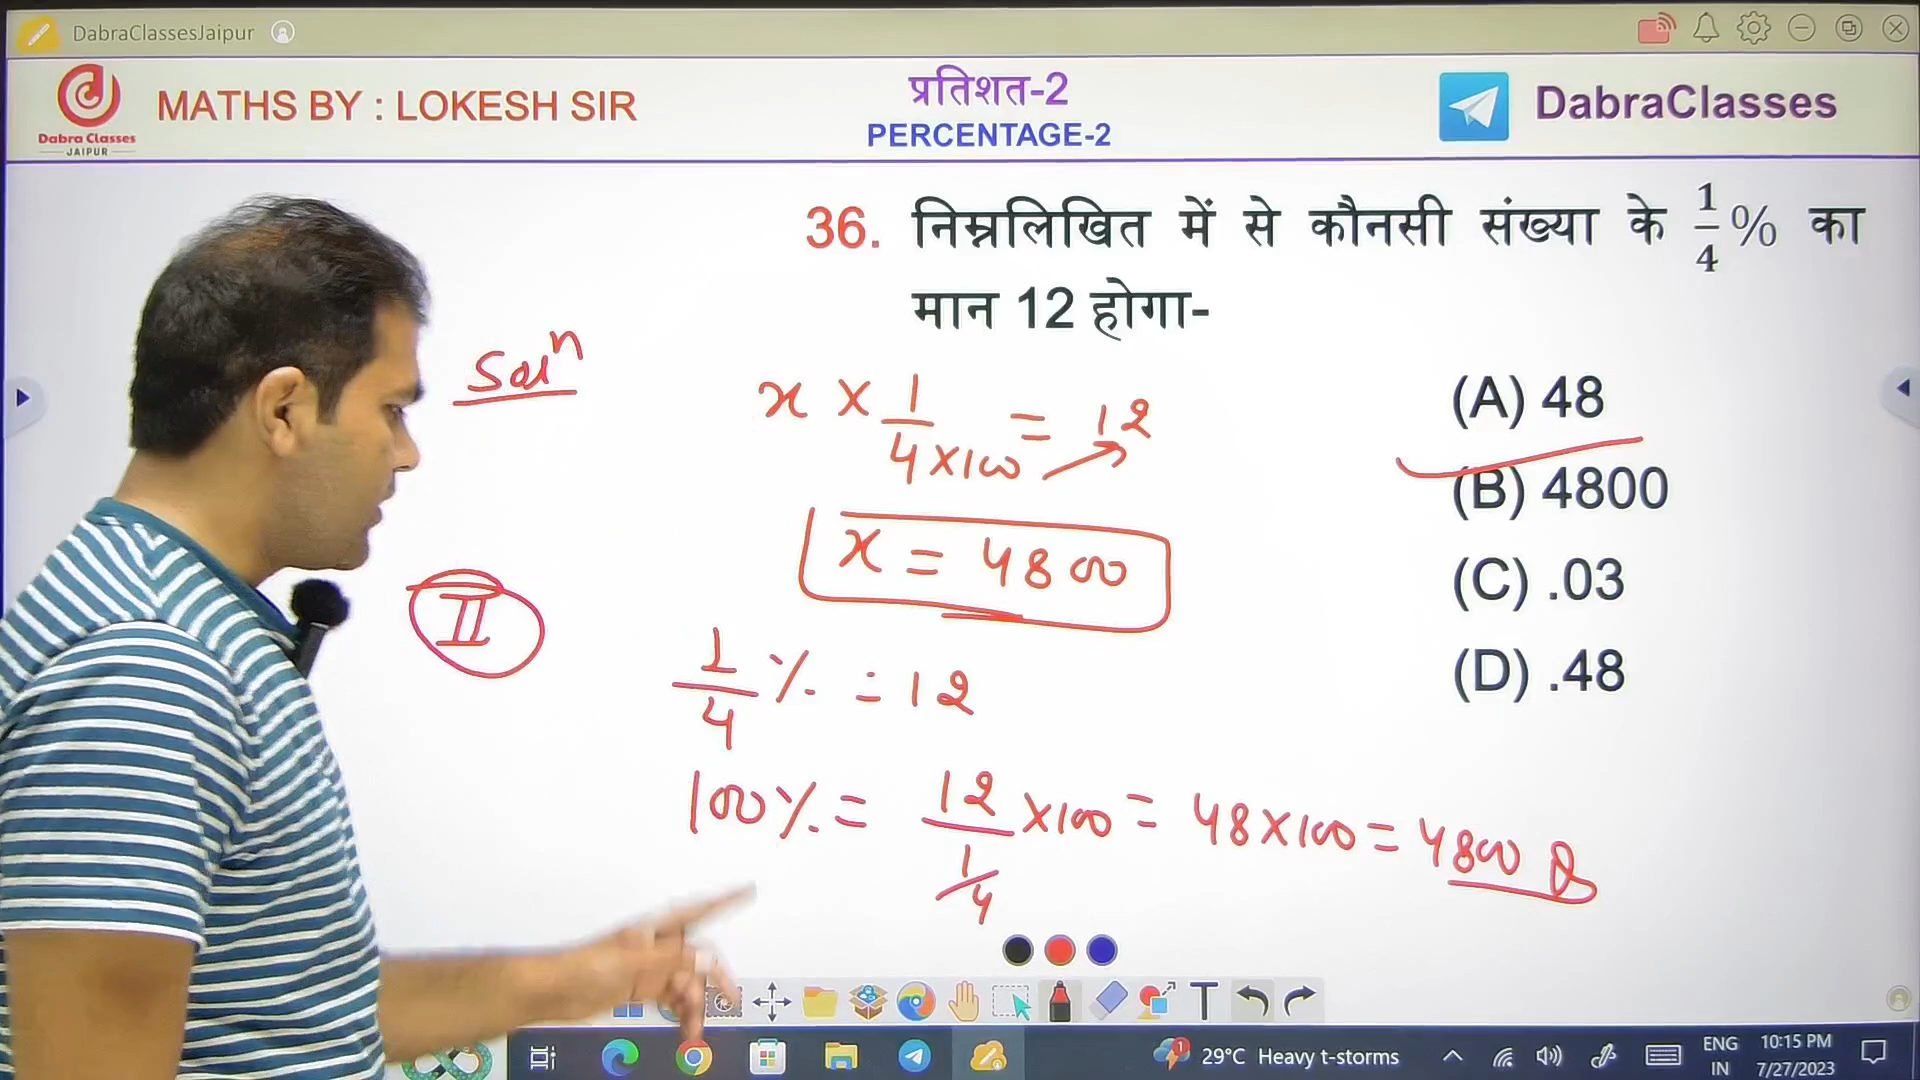 DabraClassesJaipur
Dabra Classes
JAIPUR
MATHS BY : LOKESH SIR
प्रतिशत-2
PERCENTAGE-2
DabraClasses
36. निम्नलिखित में से कौनसी संख्या के 1/4% का
मान 12 होगा-
Solⁿ
x × 1/(4×100) = 12
x = 4800
(A) 48
(B) 4800
(C) .03
(D) .48
II
1/4 % = 12
100% = 12/(1/4) ×100 = 48×100 = 4800
T
1
29°C Heavy t-storms
ENG
IN
10:15 PM
7/27/2023